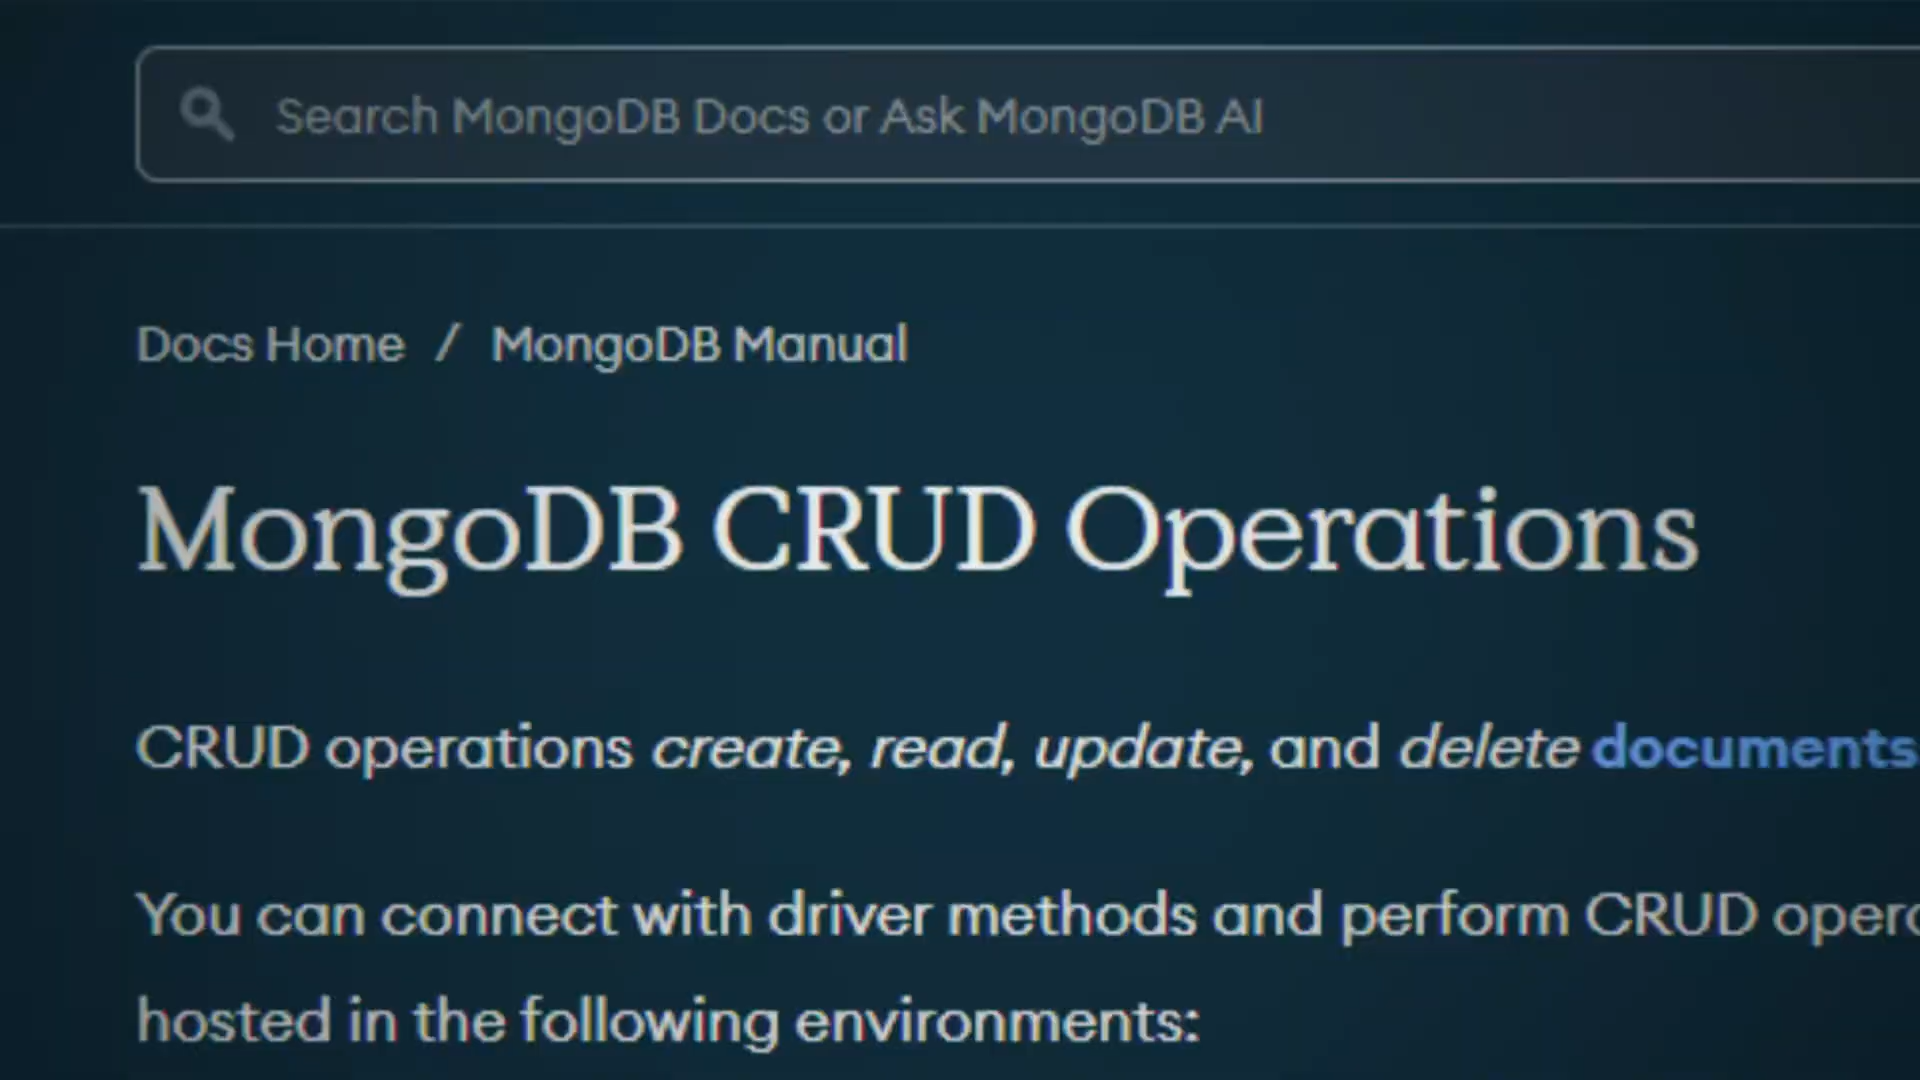 Search MongoDB Docs or Ask MongoDB AI
Docs Home / MongoDB Manual
MongoDB CRUD Operations
CRUD operations create, read, update, and delete documents
You can connect with driver methods and perform CRUD
hosted in the following environments: